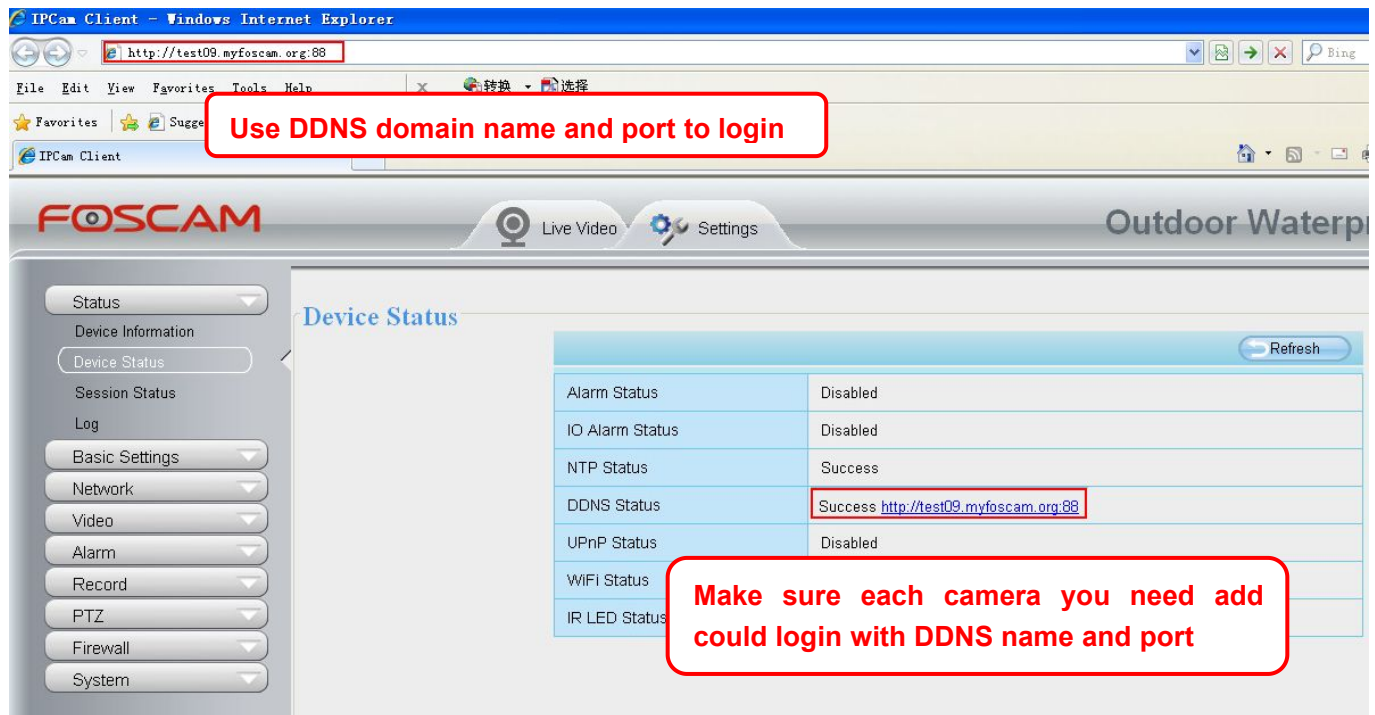 IPCam Client - Windows Internet Explorer
http://test09.myfoscam.org:88
Bing
File Edit View Favorites Tools Help x 转换 选择
Favorites Sugge
Use DDNS domain name and port to login
IPCam Client
FOSCAM
Live Video
Settings
Outdoor Waterp
Status
Device Information
Device Status
Session Status
Log
Basic Settings
Network
Video
Alarm
Record
PTZ
Firewall
System
Device Status
Refresh
Alarm Status Disabled
IO Alarm Status Disabled
NTP Status Success
DDNS Status Success http://test09.myfoscam.org:88
UPnP Status Disabled
WiFi Status
IR LED Status
Make sure each camera you need add
could login with DDNS name and port